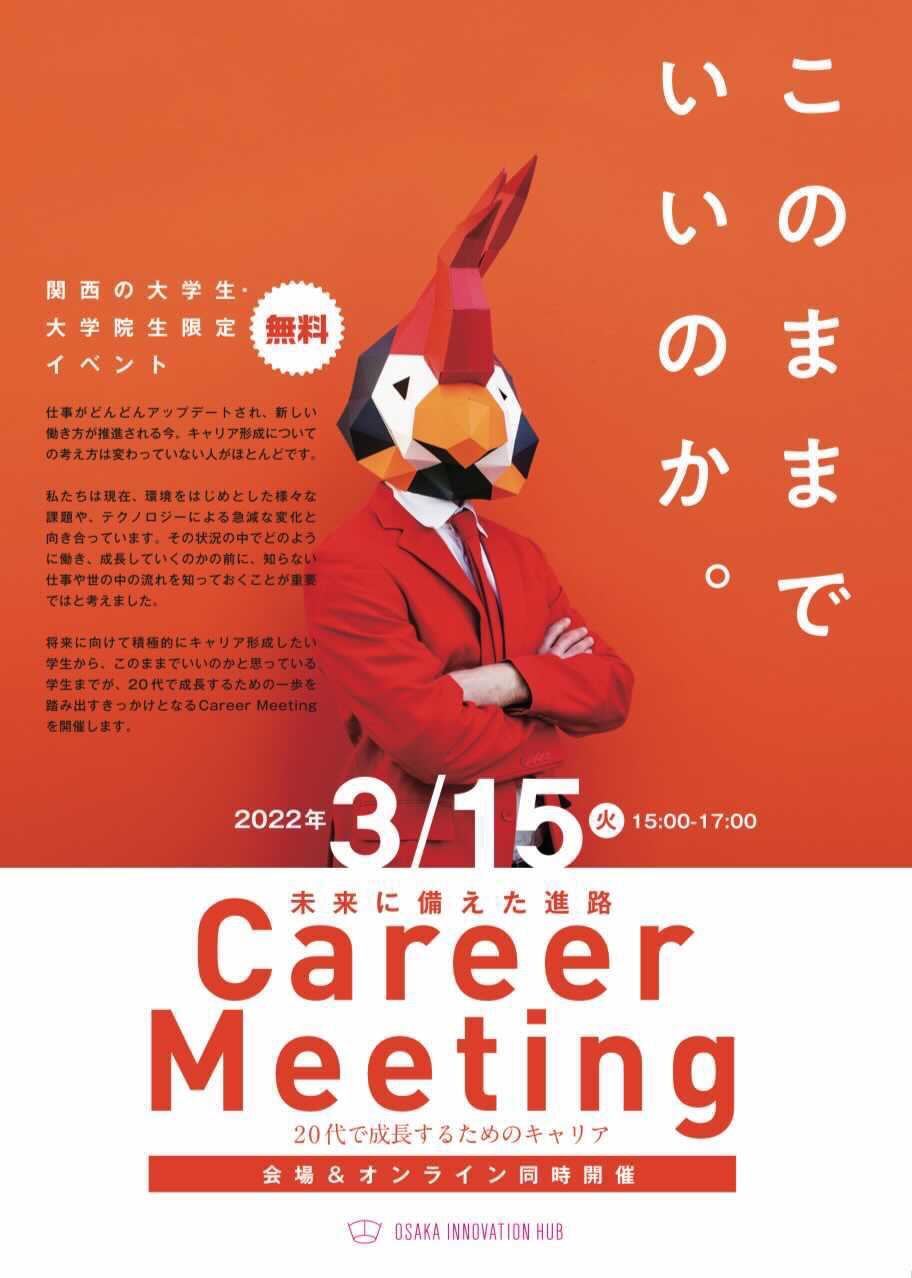 このままで
いいのか。
関西の大学生・
大学院生限定
イベント
無料
仕事がどんどんアップデートされ、新しい
働き方が推進される今。キャリア形成について
の考え方は変わっていない人がほとんどです。
私たちは現在、環境をはじめとした様々な
課題や、テクノロジーによる急減な変化と
向き合っています。その状況の中でどのよう
に働き、成長していくのかの前に、知らない
仕事や世の中の流れを知っておくことが重要
ではと考えました。
将来に向けて積極的にキャリア形成したい
学生から、このままでいいのかと思っている
学生までが、20代で成長するための一歩を
踏み出すきっかけとなるCareer Meeting
を開催します。
2022年 3/15 火 15:00-17:00
未来に備えた進路
Career
Meeting
20代で成長するためのキャリア
会場&オンライン同時開催
OSAKA INNOVATION HUB